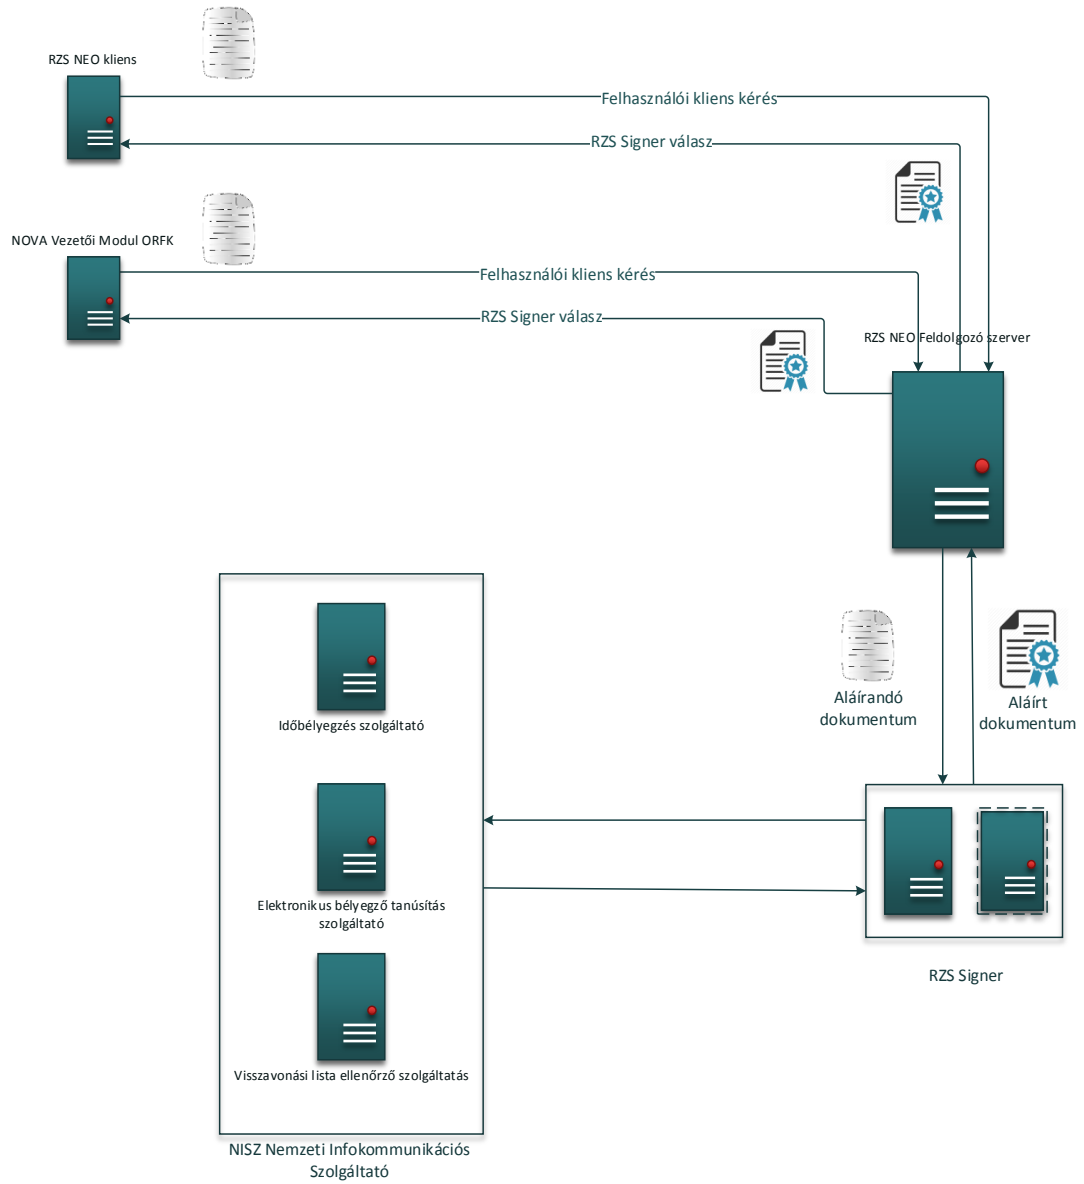 RZS NEO kliens
Felhasználói kliens kérés
RZS Signer válasz
NOVA Vezetői Modul ORFK
Felhasználói kliens kérés
RZS Signer válasz
RZS NEO Feldolgozó szerver
Aláírandó
dokumentum
Aláírt
dokumentum
Időbélyegzés szolgáltató
Elektronikus bélyegző tanúsítás
szolgáltató
RZS Signer
Visszavonási lista ellenőrző szolgáltatás
NISZ Nemzeti Infokommunikációs
Szolgáltató